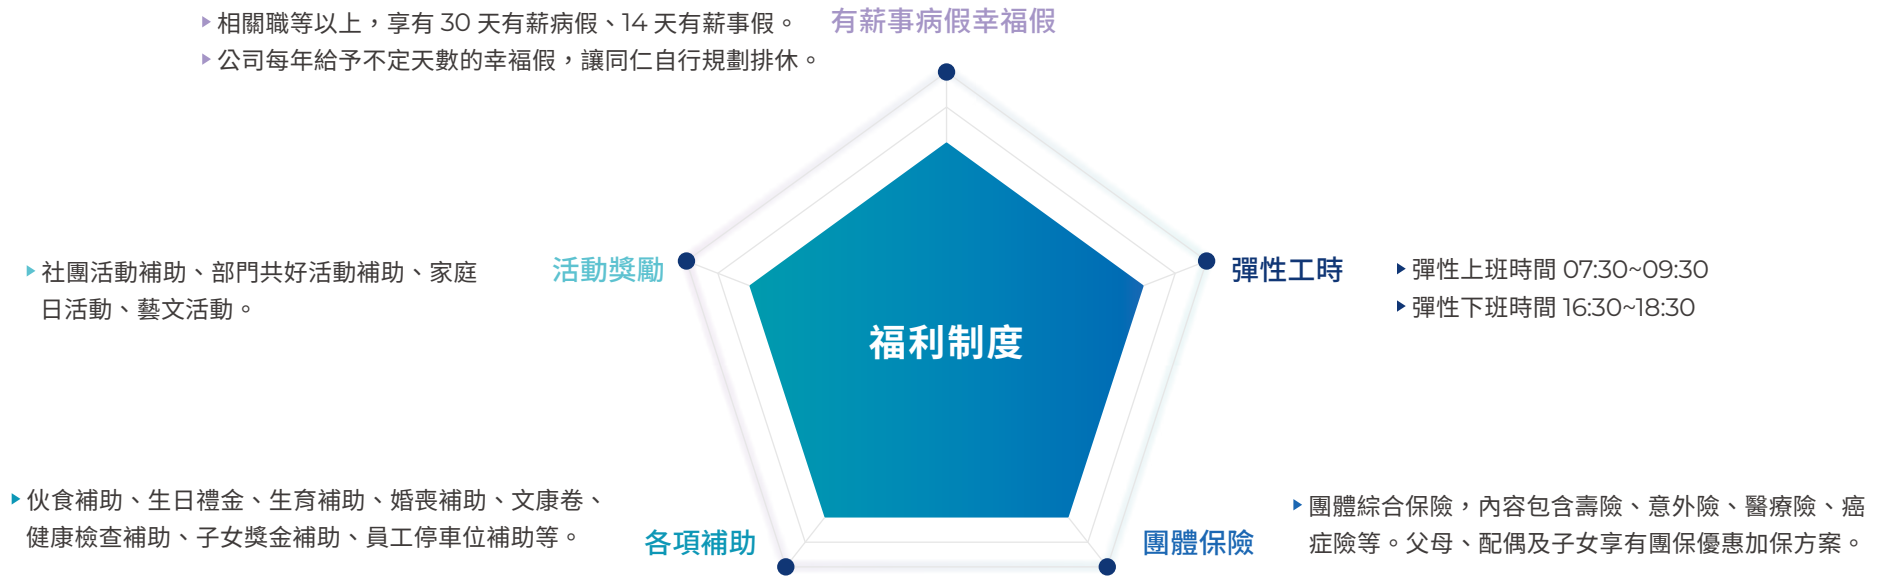 相關職等以上，享有 30 天有薪病假、14 天有薪事假。
公司每年給予不定天數的幸福假，讓同仁自行規劃排休。
有薪事病假幸福假
社團活動補助、部門共好活動補助、家庭
日活動、藝文活動。
活動獎勵
彈性工時
彈性上班時間 07:30~09:30
彈性下班時間 16:30~18:30
福利制度
伙食補助、生日禮金、生育補助、婚喪補助、文康卷、
健康檢查補助、子女獎金補助、員工停車位補助等。
各項補助
團體保險
團體綜合保險，內容包含壽險、意外險、醫療險、癌
症險等。父母、配偶及子女享有團保優惠加保方案。